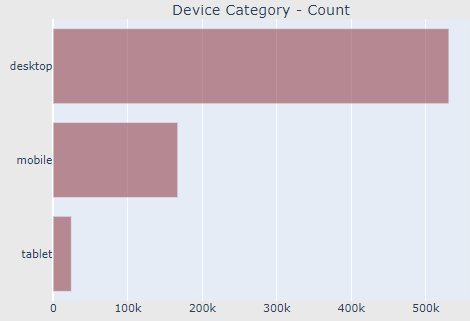 Device Category - Count
desktop
mobile
tablet
0 100k 200k 300k 400k 500k